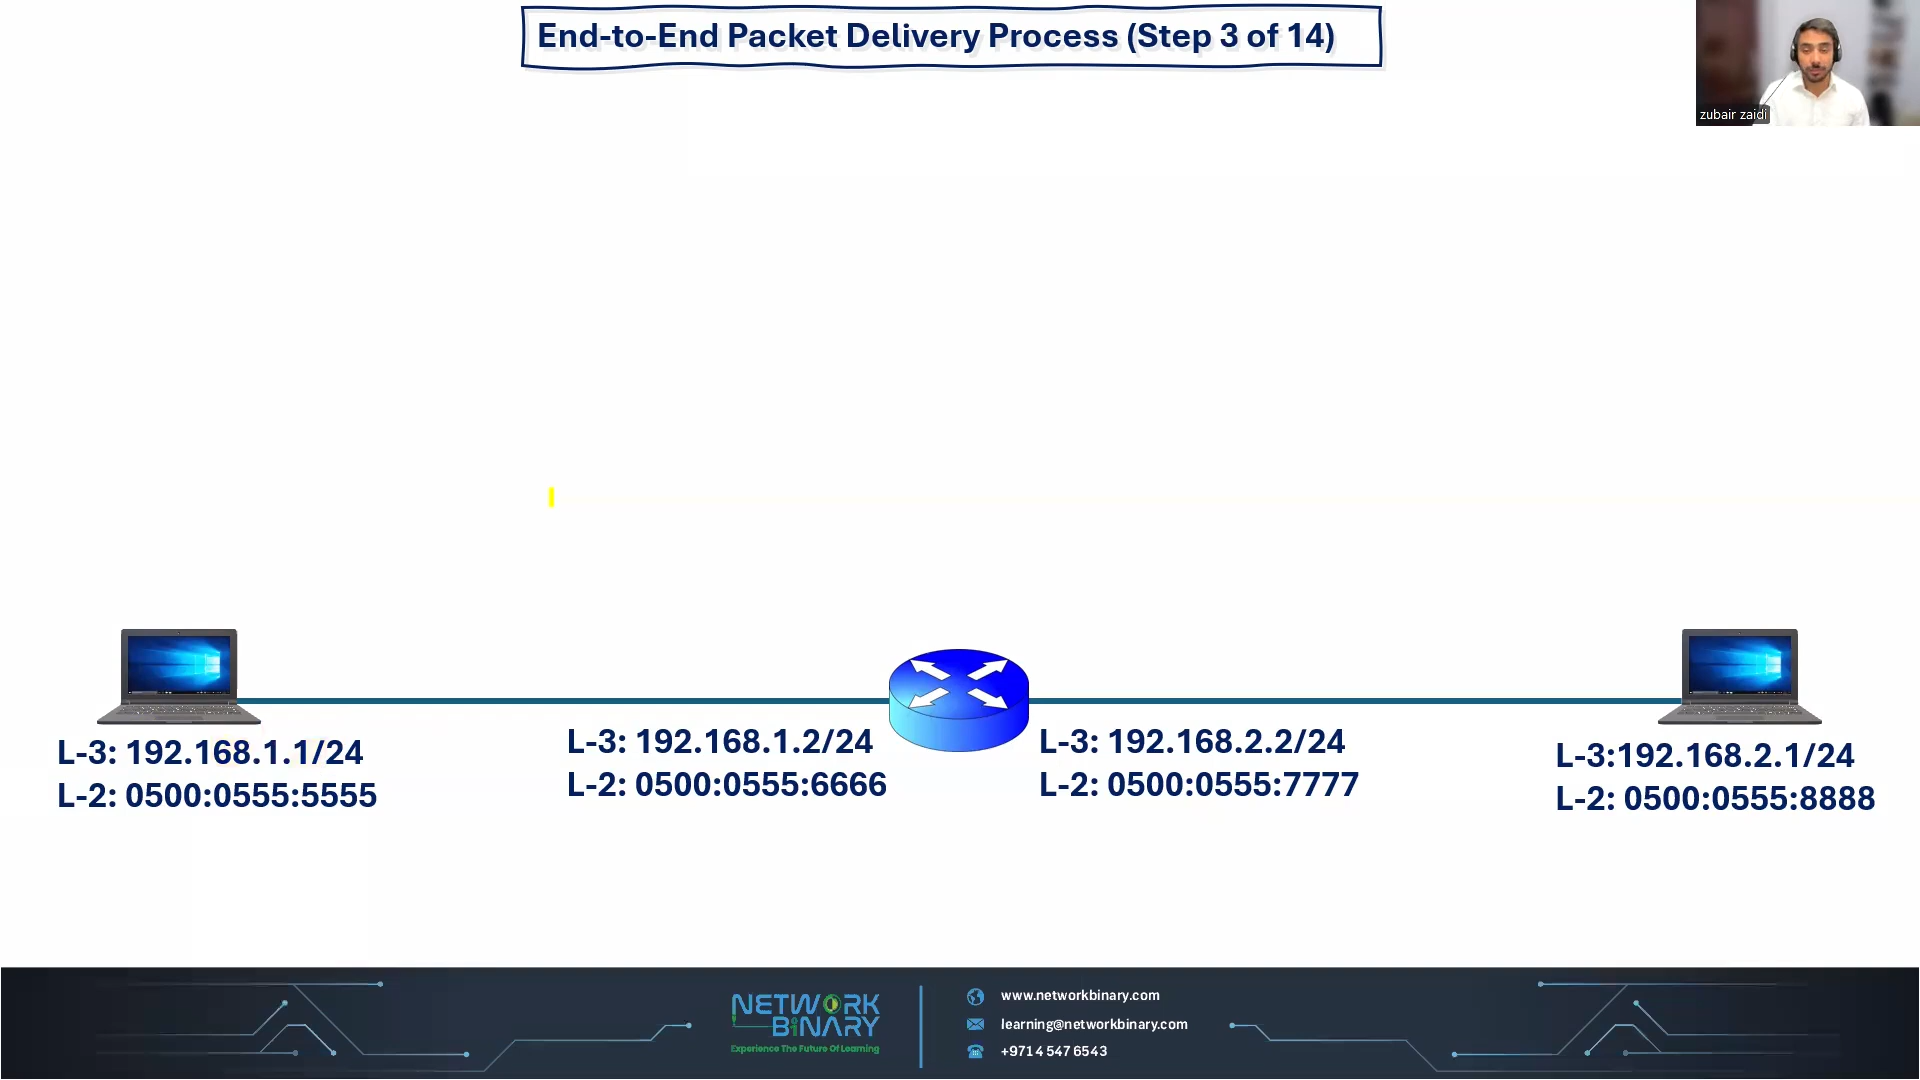 End-to-End Packet Delivery Process (Step 3 of 14)
zubair zaidi
L-3: 192.168.1.1/24
L-2: 0500:0555:5555
L-3: 192.168.1.2/24
L-2: 0500:0555:6666
L-3: 192.168.2.2/24
L-2: 0500:0555:7777
L-3:192.168.2.1/24
L-2: 0500:0555:8888
NETWORK
BINARY
Experience The Future Of Learning
www.networkbinary.com
learning@networkbinary.com
+971 4 547 6543